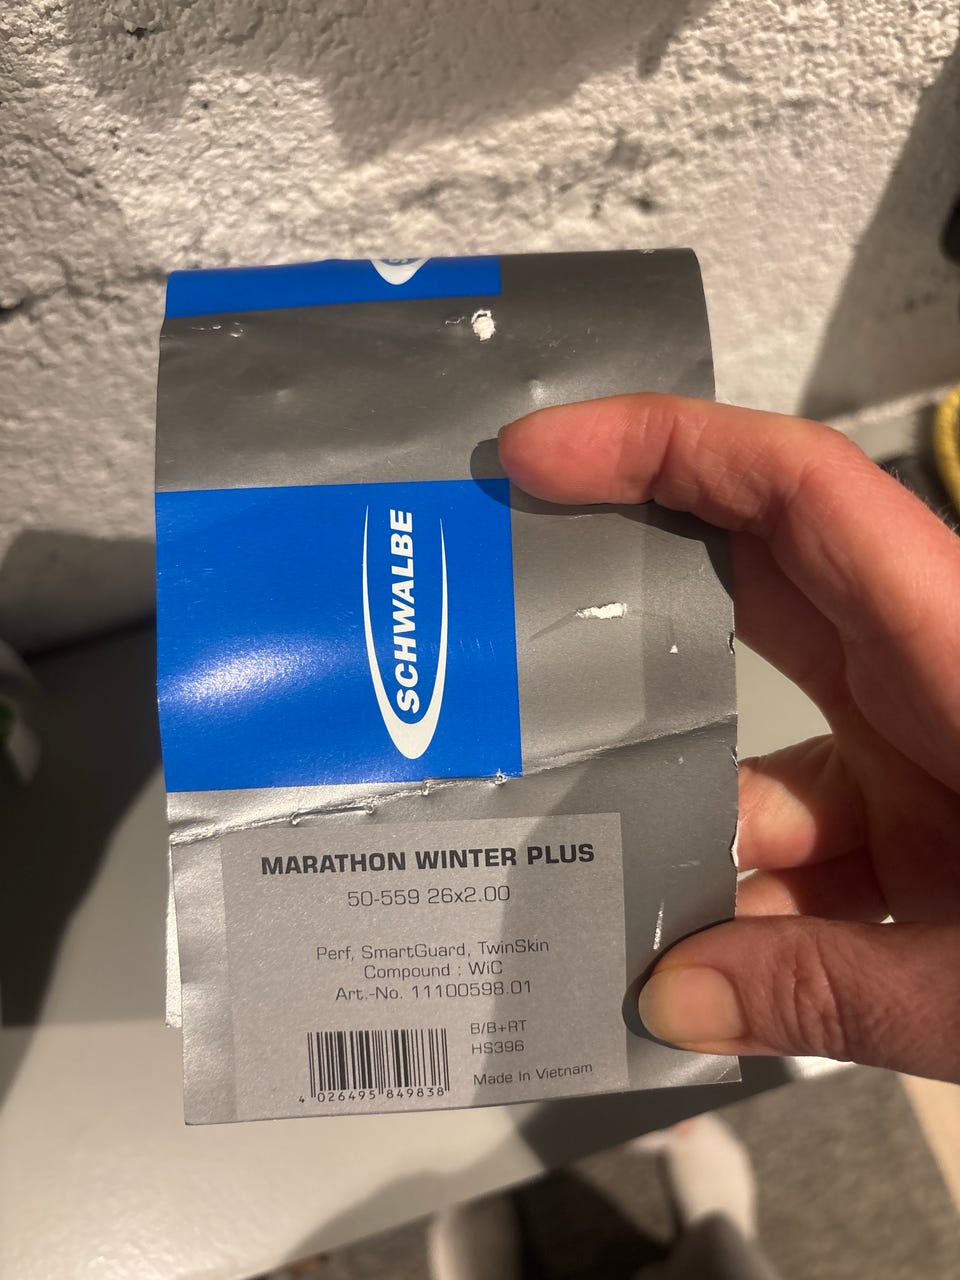 SCHWALBE
MARATHON WINTER PLUS
50-559 26x2.00
Perf, SmartGuard, TwinSkin
Compound : WiC
Art.-No. 11100598.01
B/B+RT
HS396
Made In Vietnam
4 026495 849838